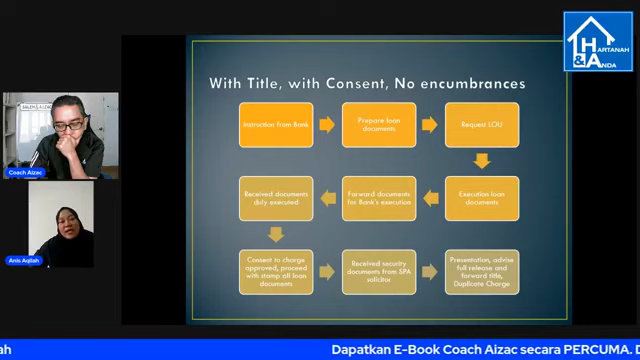 HARTANAH
& ANDA
With Title, with Consent, No encumbrances
Instruction from Bank
Prepare loan
documents
Request LOU
Received documents
duly executed
Forward documents
for Bank's execution
Execution loan
documents
Consent to charge
approved, proceed
with stamp all loan
documents
Received security
documents from SPA
solicitor
Presentation, advise
full release and
forward title,
Duplicate Charge
Coach Aizac
Anis Aqilah
ah
Dapatkan E-Book Coach Aizac secara PERCUMA. D